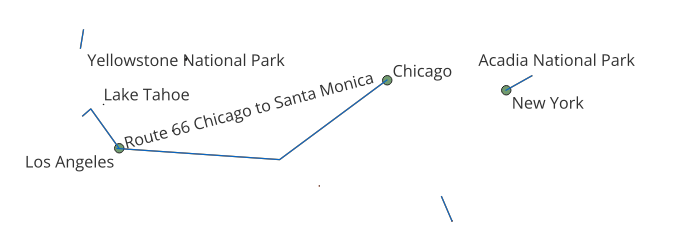 Yellowstone National Park
Acadia National Park
Chicago
Lake Tahoe
New York
Route 66 Chicago to Santa Monica
Los Angeles